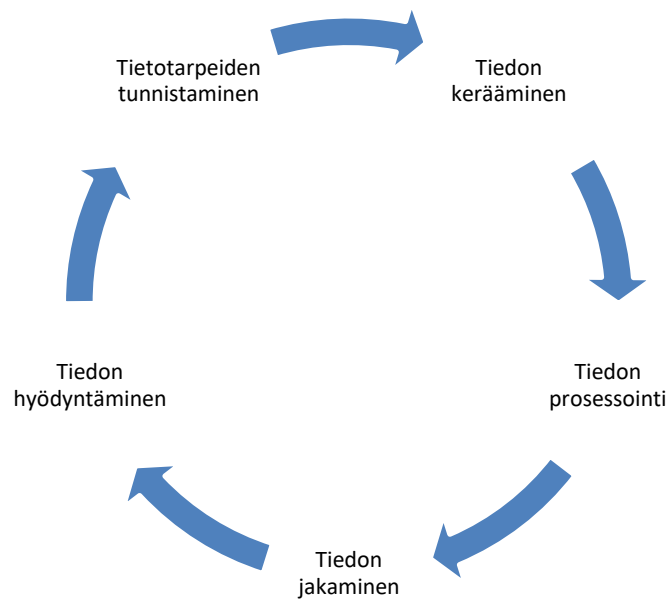 Tietotarpeiden
tunnistaminen
Tiedon
kerääminen
Tiedon
prosessointi
Tiedon
jakaminen
Tiedon
hyödyntäminen